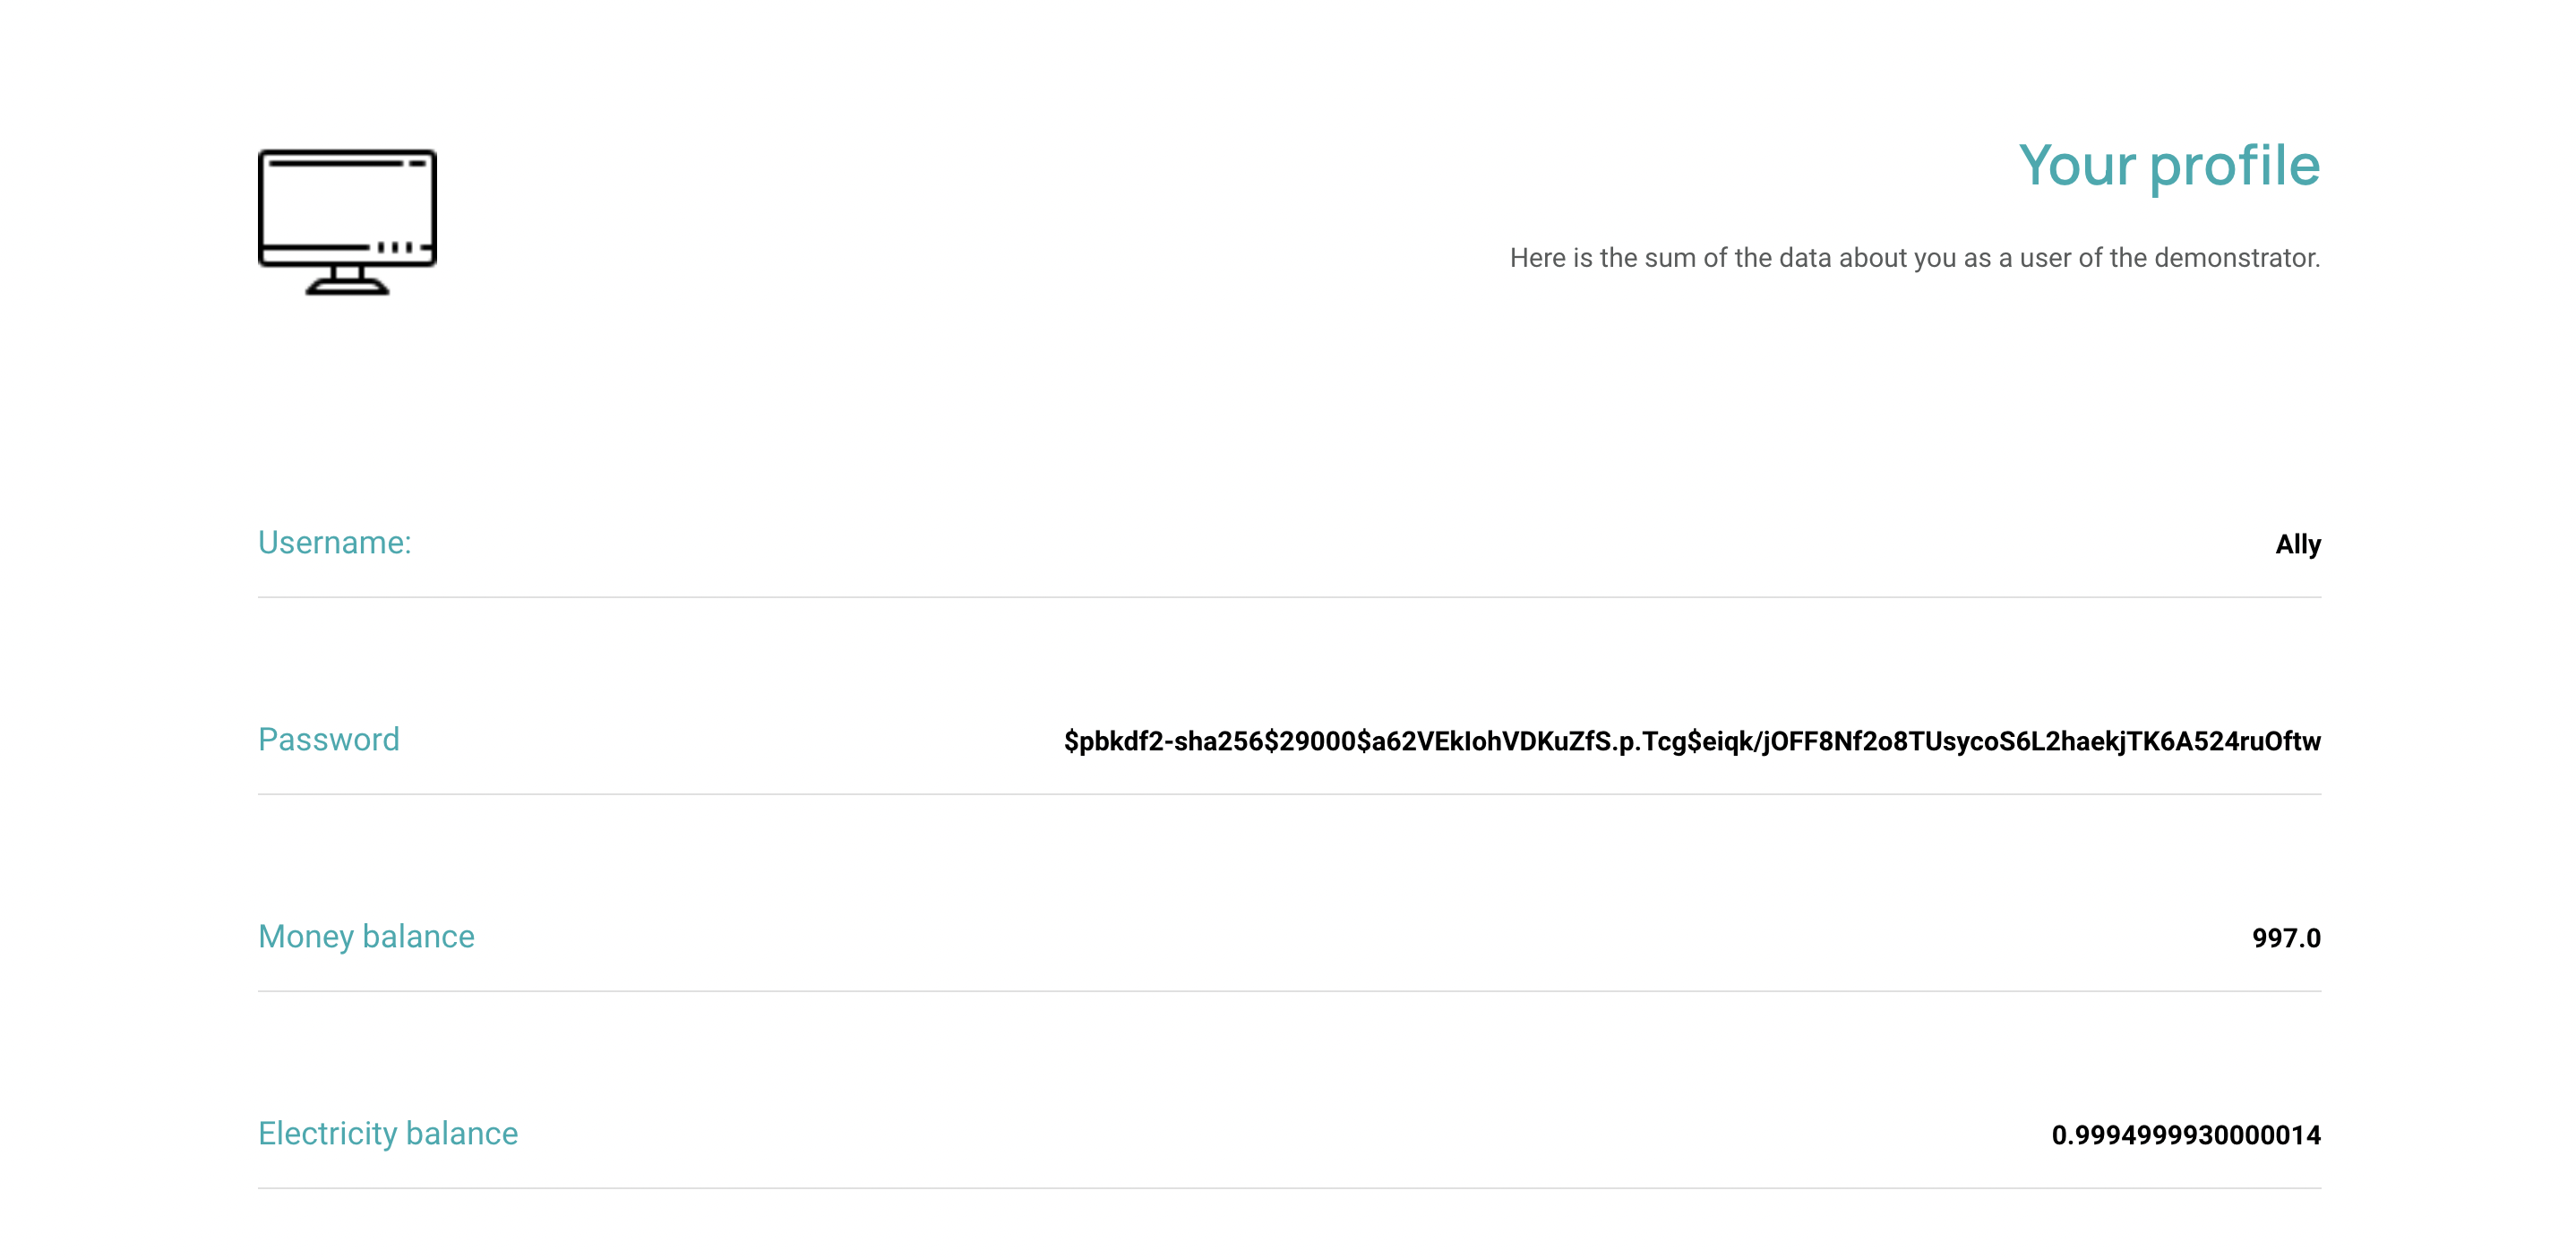 Your profile
Here is the sum of the data about you as a user of the demonstrator.
Username:
Ally
Password
$pbkdf2-sha256$29000$a62VEkIohVDKuZfS.p.Tcg$eiqk/jOFF8Nf2o8TUsycoS6L2haekjTK6A524ruOftw
Money balance
997.0
Electricity balance
0.9994999930000014